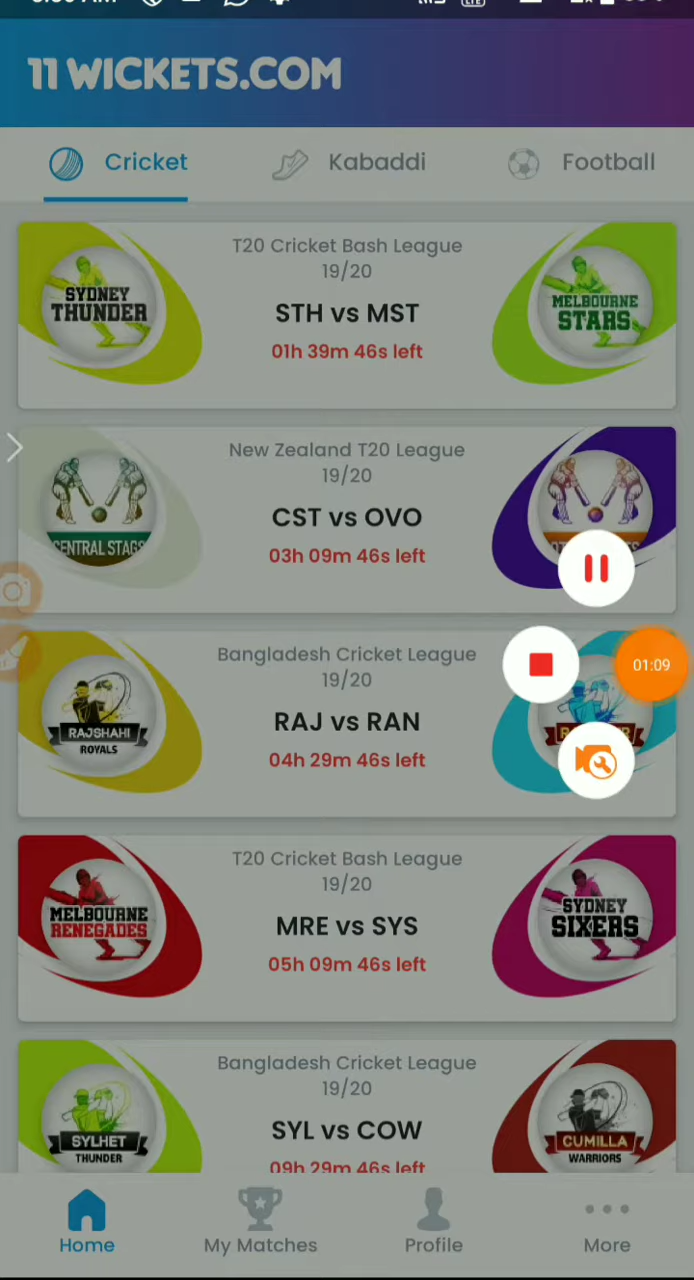 11 WICKETS.COM
Cricket
Kabaddi
Football
T20 Cricket Bash League
19/20
SYDNEY
THUNDER
STH vs MST
MELBOURNE
STARS
01h 39m 46s left
New Zealand T20 League
19/20
CST vs OVO
CENTRAL STAGS
03h 09m 46s left
Bangladesh Cricket League
19/20
01:09
RAJ vs RAN
RAJSHAHI
ROYALS
04h 29m 46s left
T20 Cricket Bash League
19/20
MELBOURNE
RENEGADES
MRE vs SYS
SYDNEY
SIXERS
05h 09m 46s left
Bangladesh Cricket League
19/20
SYL vs COW
SYLHET
THUNDER
CUMILLA
WARRIORS
09h 29m 46s left
Home
My Matches
Profile
More